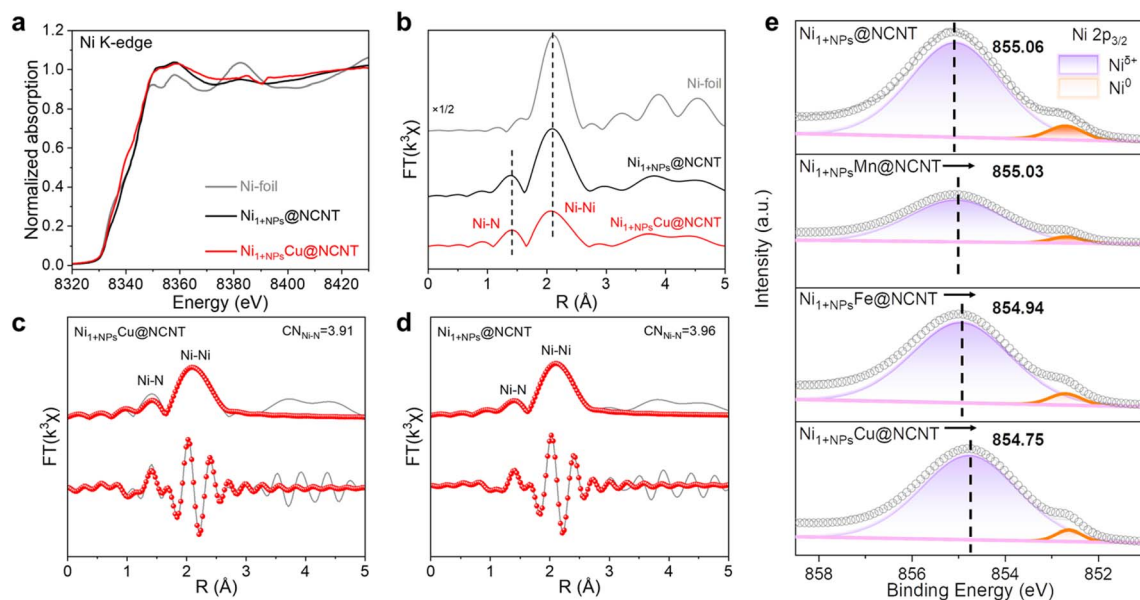 a
Ni K-edge
Normalized absorption
1.2
1.0
0.8
0.6
0.4
0.2
0.0
Ni-foil
Ni₁₊NPs@NCNT
Ni₁₊NPsCu@NCNT
8320 8340 8360 8380 8400 8420
Energy (eV)
b
FT(k³χ)
×1/2
Ni-foil
Ni₁₊NPs@NCNT
Ni-N
Ni-Ni
Ni₁₊NPsCu@NCNT
0 1 2 3 4 5
R (Å)
c
Ni₁₊NPsCu@NCNT
CNNi-N=3.91
Ni-Ni
Ni-N
FT(k³χ)
0 1 2 3 4 5
R (Å)
d
Ni₁₊NPs@NCNT
CNNi-N=3.96
Ni-Ni
Ni-N
FT(k³χ)
0 1 2 3 4 5
R (Å)
e
Ni₁₊NPs@NCNT
855.06
Ni 2p3/2
Niδ+
Ni⁰
Ni₁₊NPsMn@NCNT
855.03
Ni₁₊NPsFe@NCNT
854.94
Ni₁₊NPsCu@NCNT
854.75
Intensity (a.u.)
858 856 854 852
Binding Energy (eV)